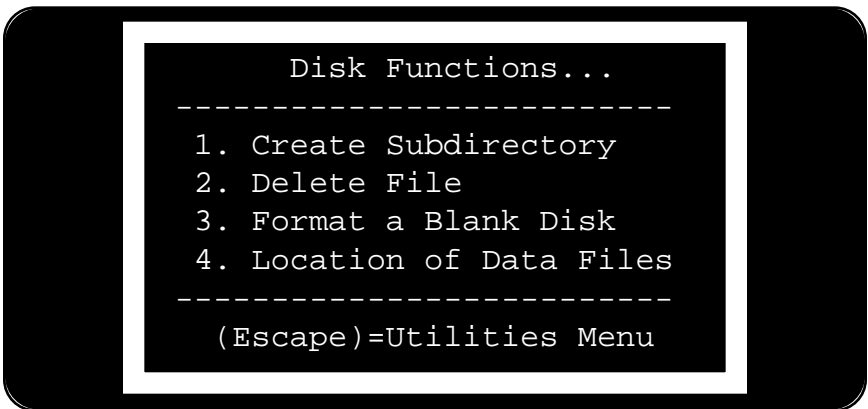 Disk Functions...
--------------------------
1. Create Subdirectory
2. Delete File
3. Format a Blank Disk
4. Location of Data Files
--------------------------
(Escape)=Utilities Menu